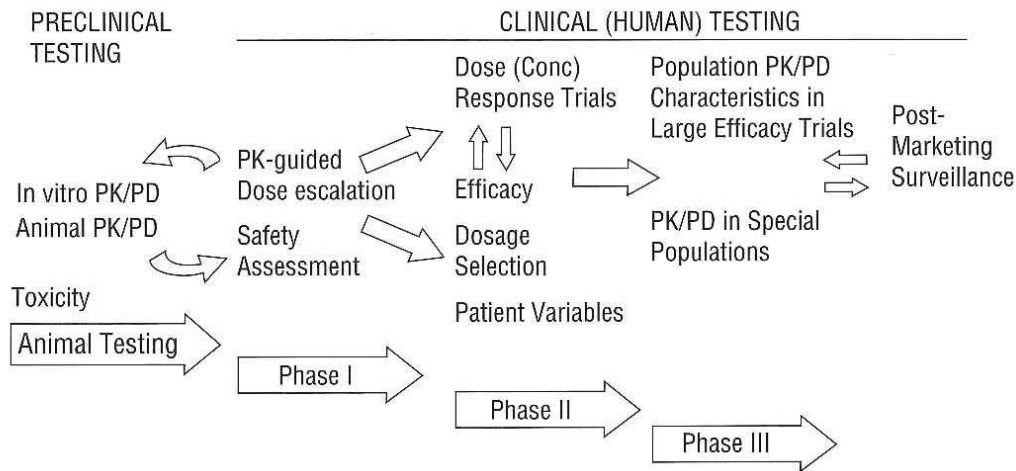 PRECLINICAL
TESTING
CLINICAL (HUMAN) TESTING
In vitro PK/PD
Animal PK/PD
Toxicity
PK-guided
Dose escalation
Safety
Assessment
Dose (Conc)
Response Trials
Efficacy
Dosage
Selection
Patient Variables
Population PK/PD
Characteristics in
Large Efficacy Trials
PK/PD in Special
Populations
Post-
Marketing
Surveillance
Animal Testing
Phase I
Phase II
Phase III